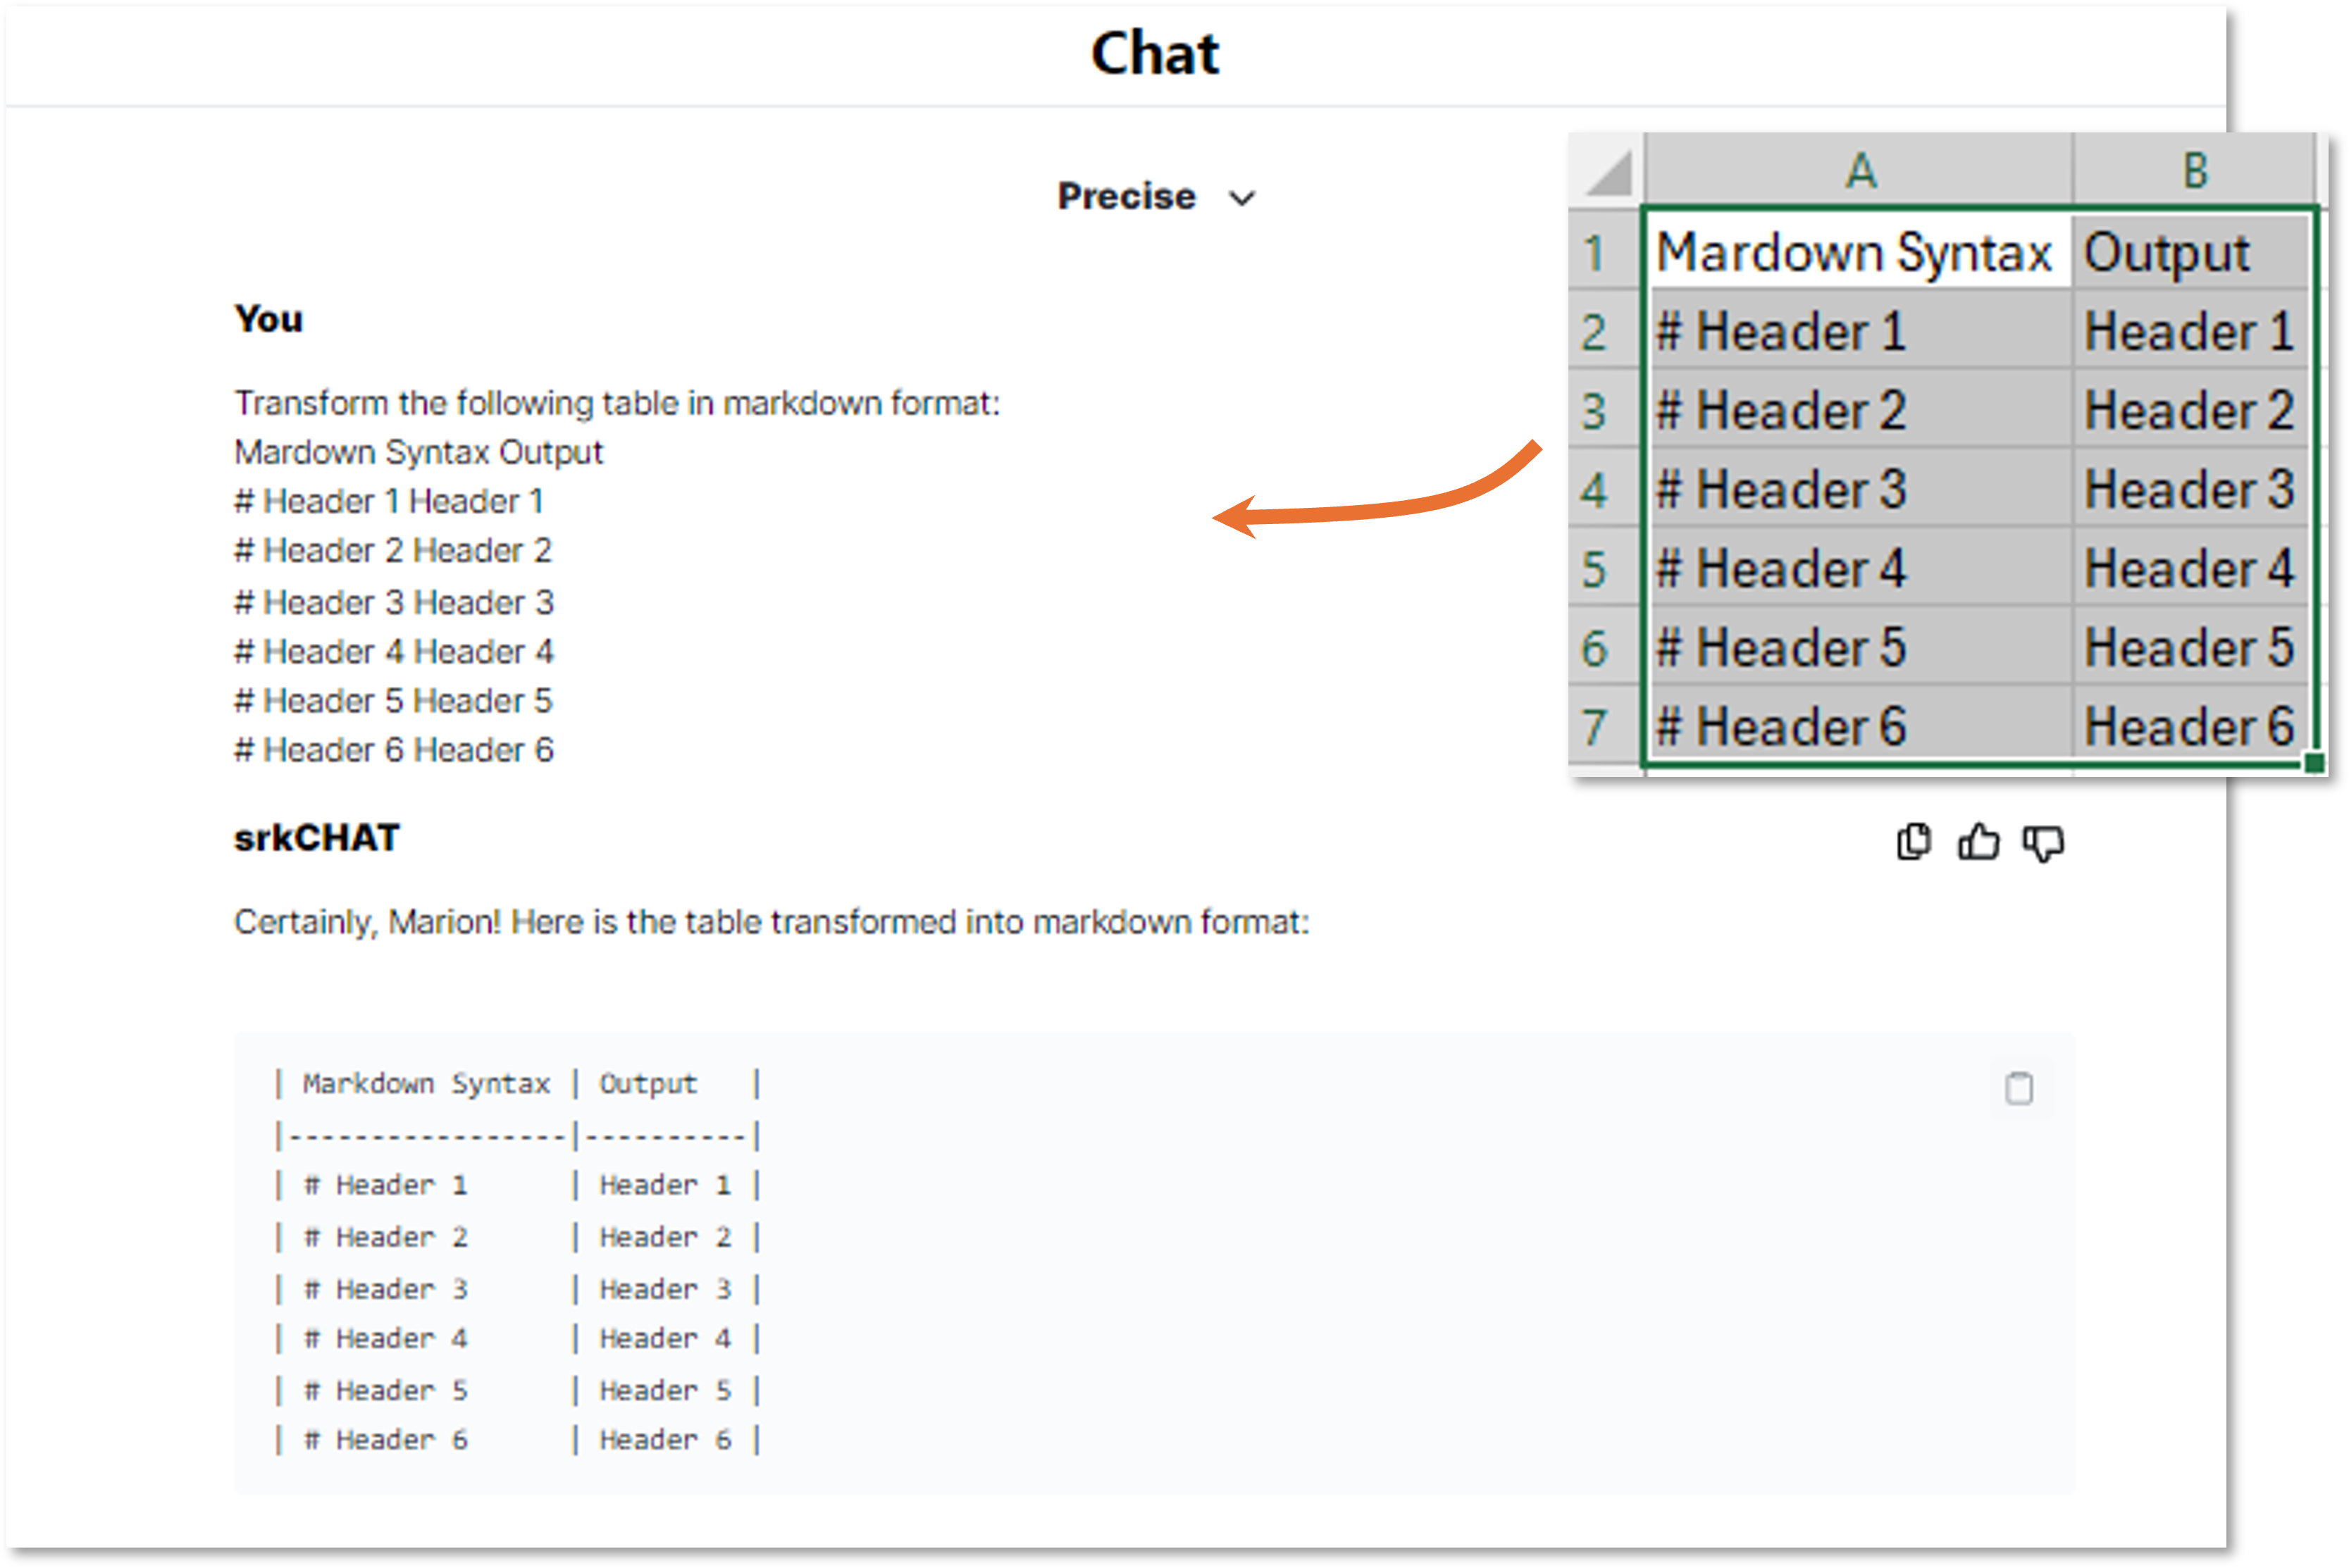 Chat
Precise
You
Transform the following table in markdown format:
Mardown Syntax Output
# Header 1 Header 1
# Header 2 Header 2
# Header 3 Header 3
# Header 4 Header 4
# Header 5 Header 5
# Header 6 Header 6
A B
1 Mardown Syntax Output
2 # Header 1 Header 1
3 # Header 2 Header 2
4 # Header 3 Header 3
5 # Header 4 Header 4
6 # Header 5 Header 5
7 # Header 6 Header 6
srkCHAT
Certainly, Marion! Here is the table transformed into markdown format:
| Markdown Syntax | Output   |
|-----------------|----------|
| # Header 1      | Header 1 |
| # Header 2      | Header 2 |
| # Header 3      | Header 3 |
| # Header 4      | Header 4 |
| # Header 5      | Header 5 |
| # Header 6      | Header 6 |